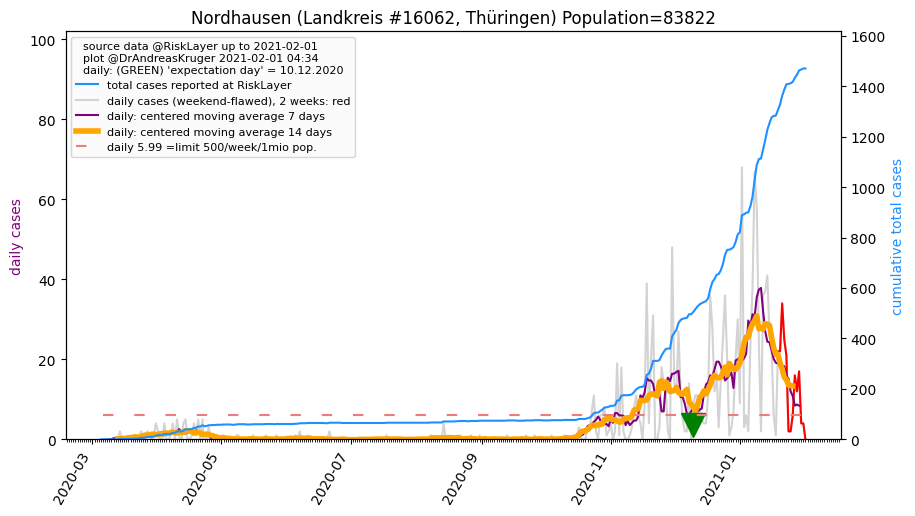 Nordhausen (Landkreis #16062, Thüringen) Population=83822
source data @RiskLayer up to 2021-02-01
plot @DrAndreasKruger 2021-02-01 04:34
daily: (GREEN) 'expectation day' = 10.12.2020
total cases reported at RiskLayer
daily cases (weekend-flawed), 2 weeks: red
daily: centered moving average 7 days
daily: centered moving average 14 days
daily 5.99 =limit 500/week/1mio pop.
daily cases
100
80
60
40
20
0
cumulative total cases
1600
1400
1200
1000
800
600
400
200
0
2020-03
2020-05
2020-07
2020-09
2020-11
2021-01